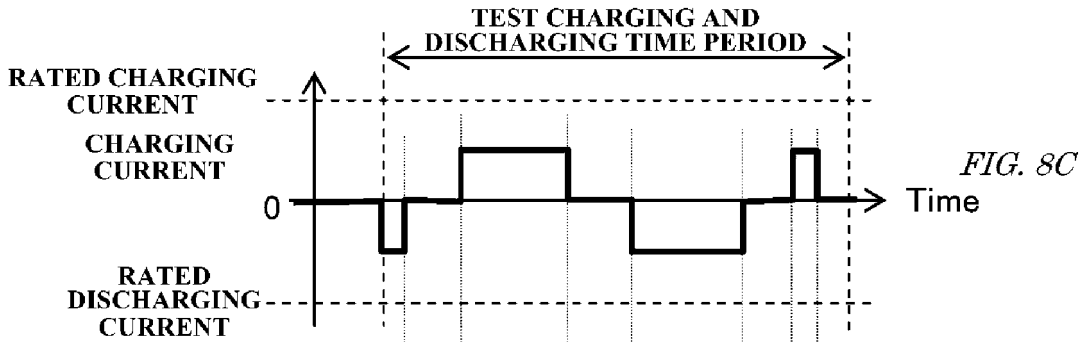 TEST CHARGING AND
DISCHARGING TIME PERIOD
RATED CHARGING
CURRENT
CHARGING
CURRENT
FIG. 8C
0
Time
RATED
DISCHARGING
CURRENT